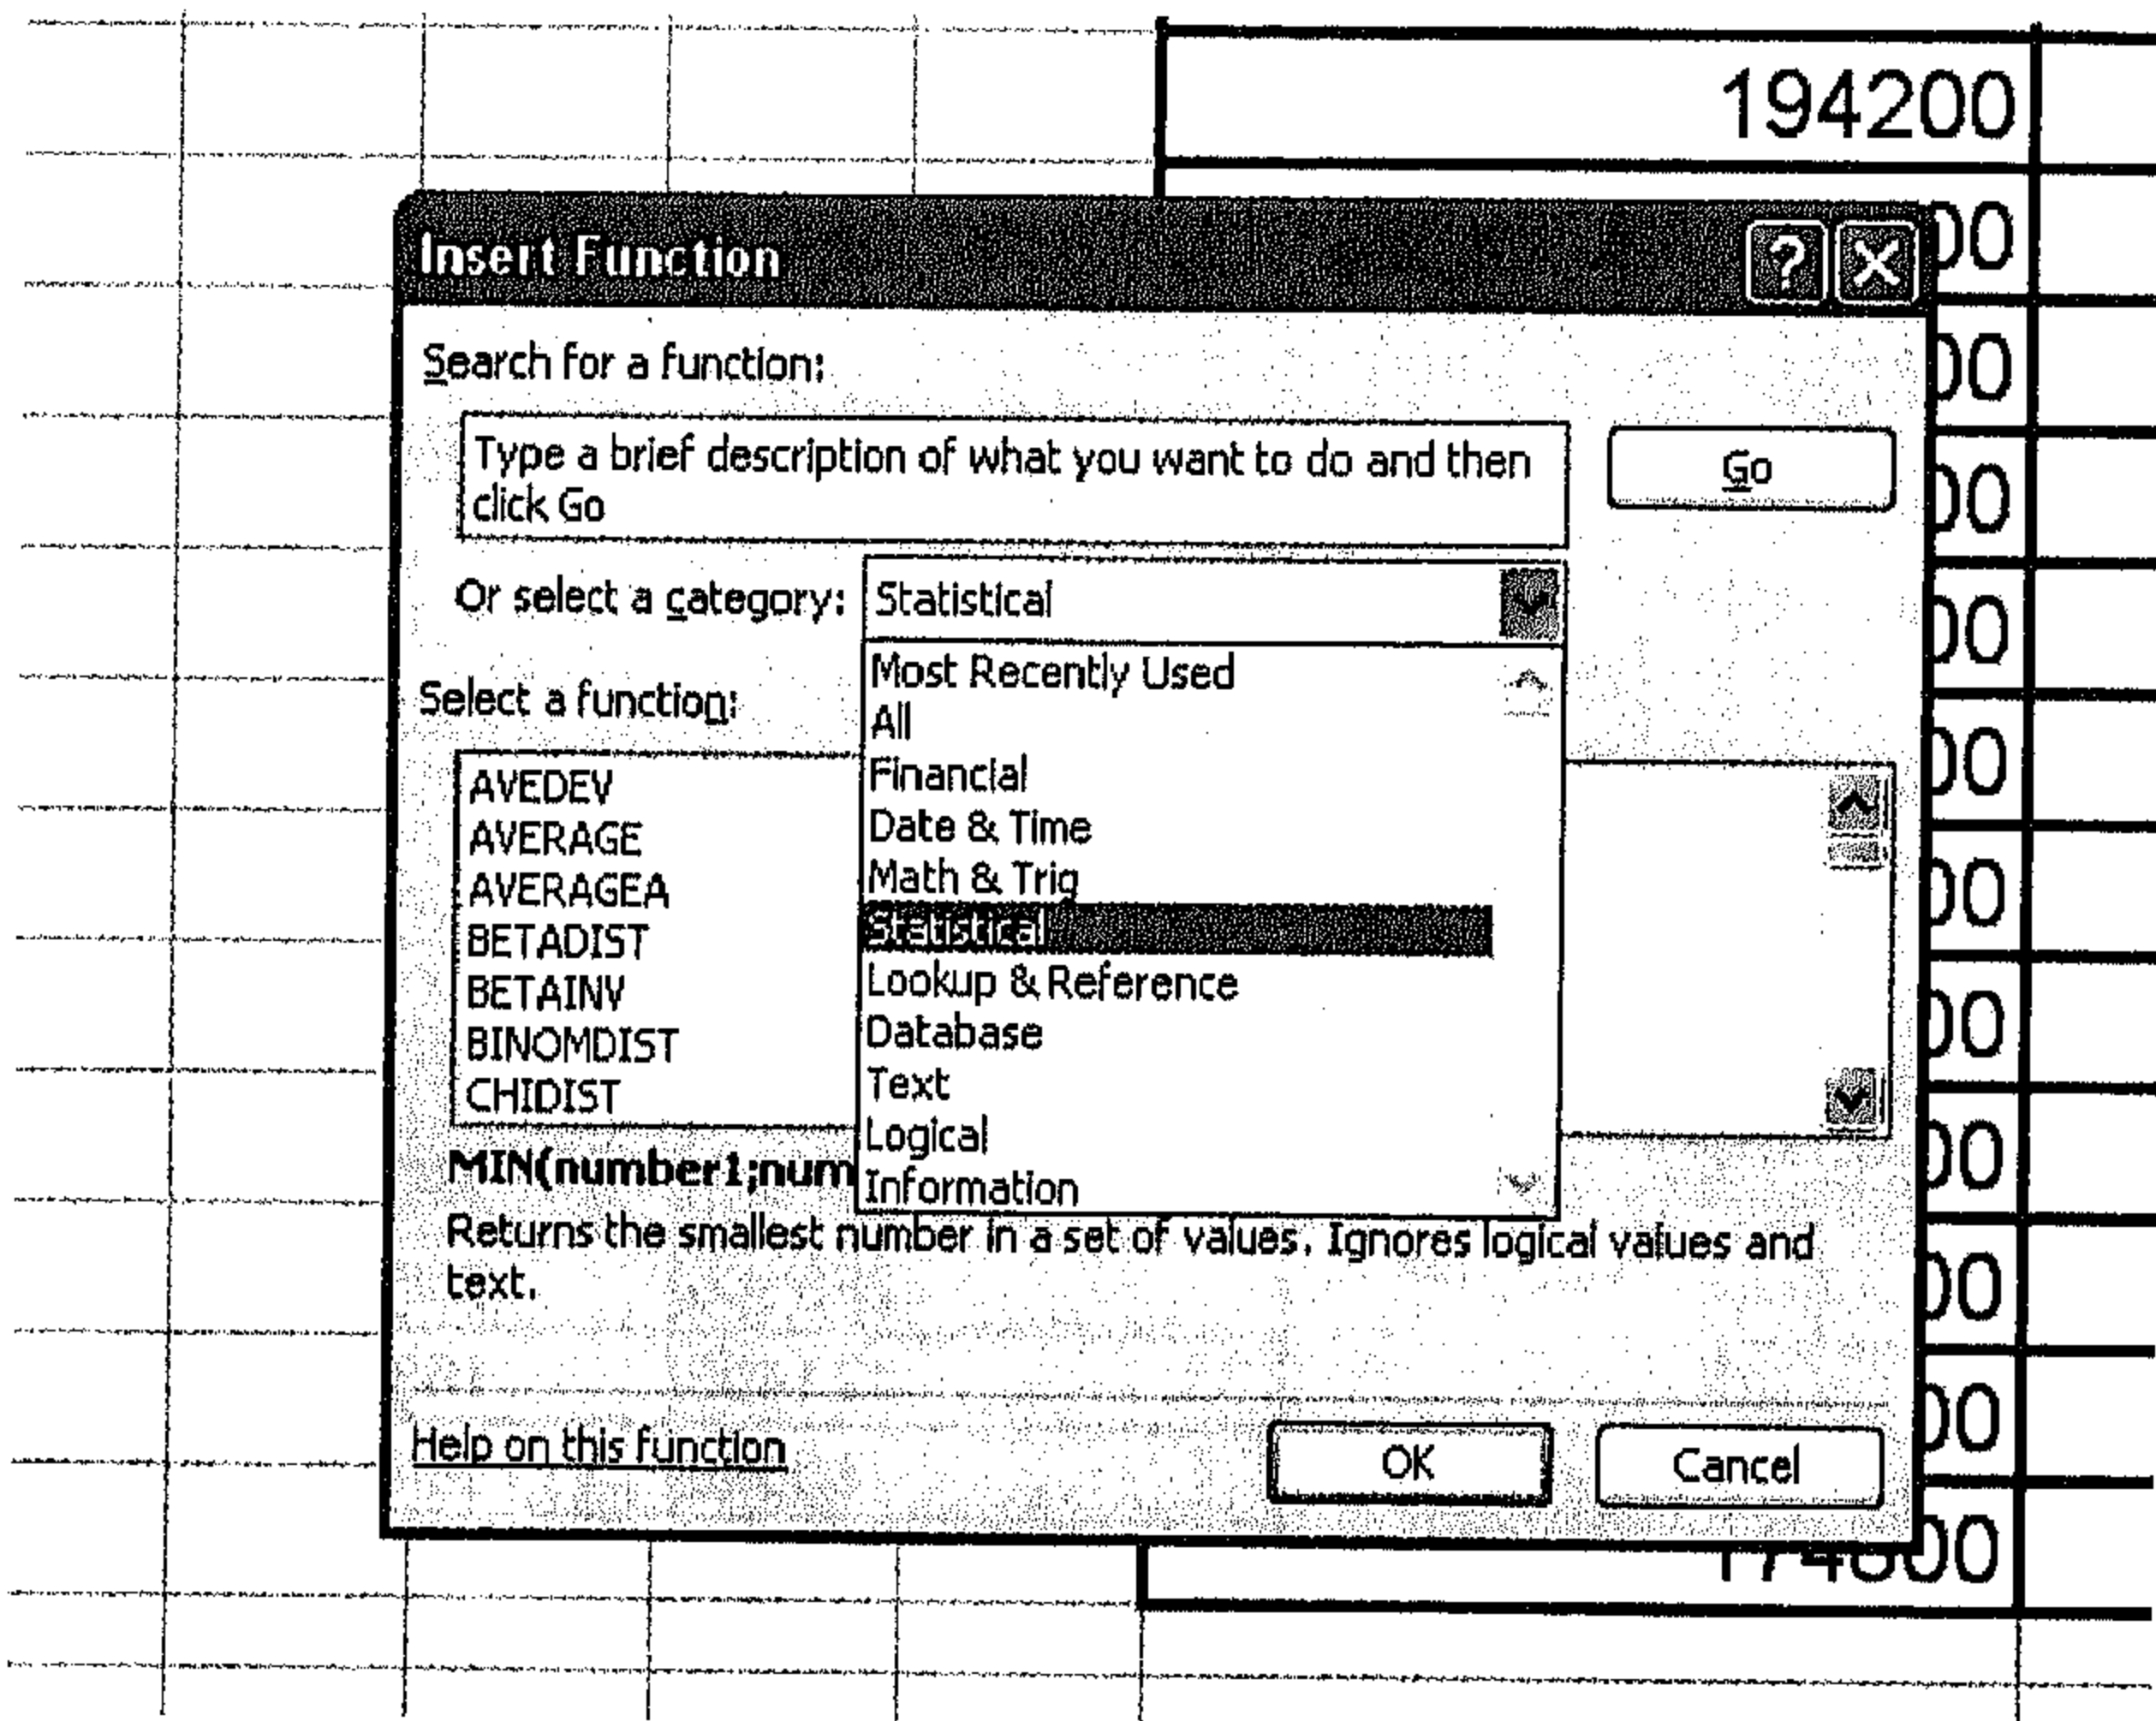 194200
Insert Function
Search for a function:
Type a brief description of what you want to do and then
click Go
Go
Or select a category:
Statistical
Most Recently Used
All
Financial
Date & Time
Math & Trig
Statistical
Lookup & Reference
Database
Text
Logical
Information
Select a function:
AVEDEV
AVERAGE
AVERAGEA
BETADIST
BETAINV
BINOMDIST
CHIDIST
MIN(number1;num
Returns the smallest number in a set of values. Ignores logical values and
text.
Help on this function
OK
Cancel